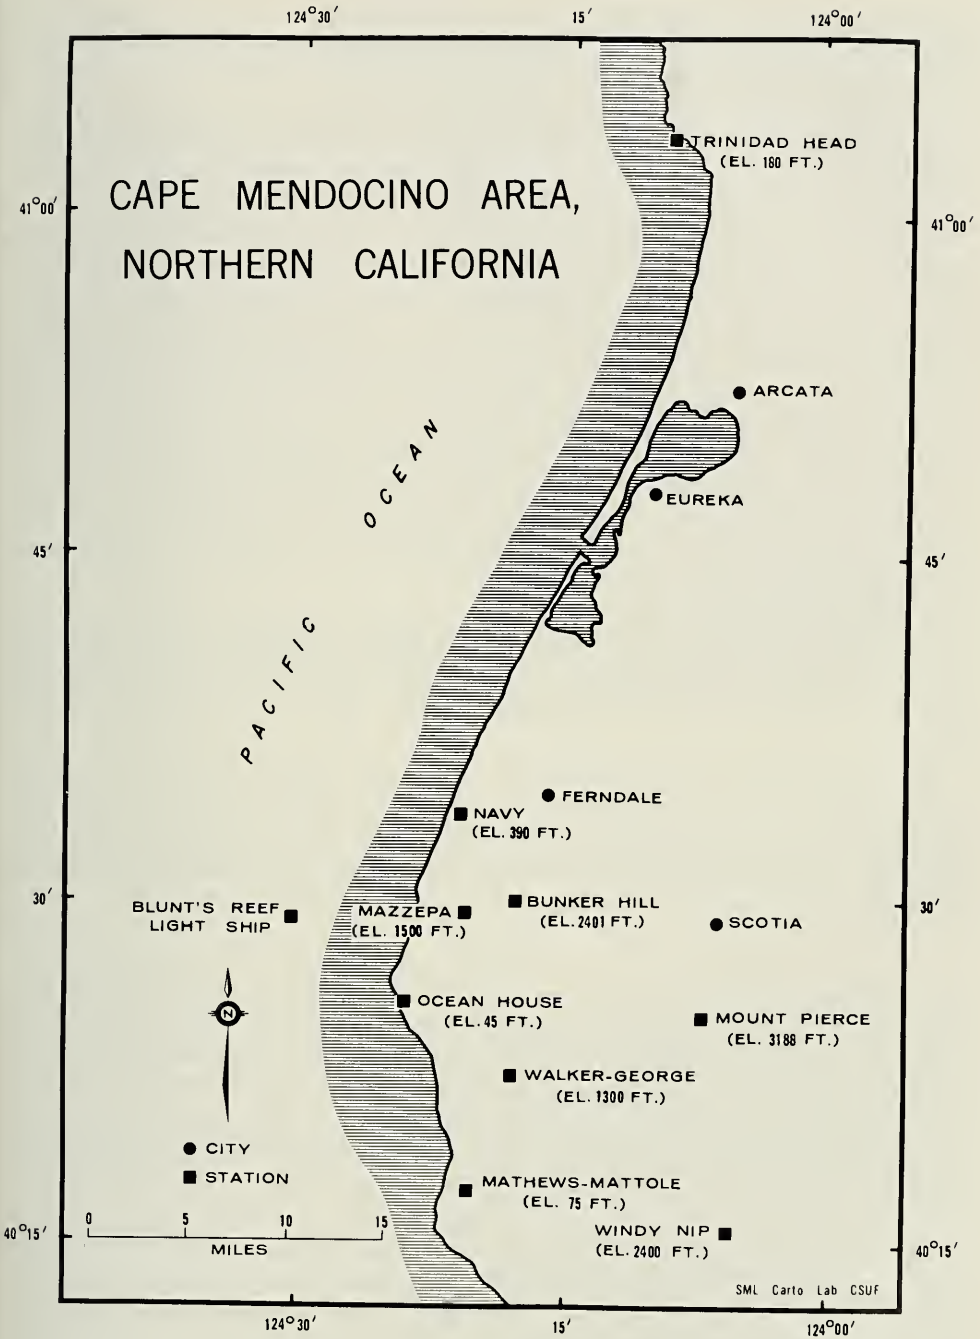 124°30′ 15′ 124°00′
TRINIDAD HEAD
(EL. 180 FT.)
CAPE MENDOCINO AREA,
NORTHERN CALIFORNIA
41°00′ 41°00′
ARCATA
EUREKA
PACIFIC OCEAN
45′ 45′
FERNDALE
NAVY
(EL. 390 FT.)
30′ 30′
BLUNT'S REEF
LIGHT SHIP
MAZZEPA
(EL. 1500 FT.)
BUNKER HILL
(EL. 2401 FT.)
SCOTIA
OCEAN HOUSE
(EL. 45 FT.)
MOUNT PIERCE
(EL. 3188 FT.)
N
WALKER-GEORGE
(EL. 1300 FT.)
CITY
STATION
MATHEWS-MATTOLE
(EL. 75 FT.)
0 5 10 15
MILES
WINDY NIP
(EL. 2400 FT.)
40°15′ 40°15′
SML Carto Lab CSUF
124°30′ 15′ 124°00′